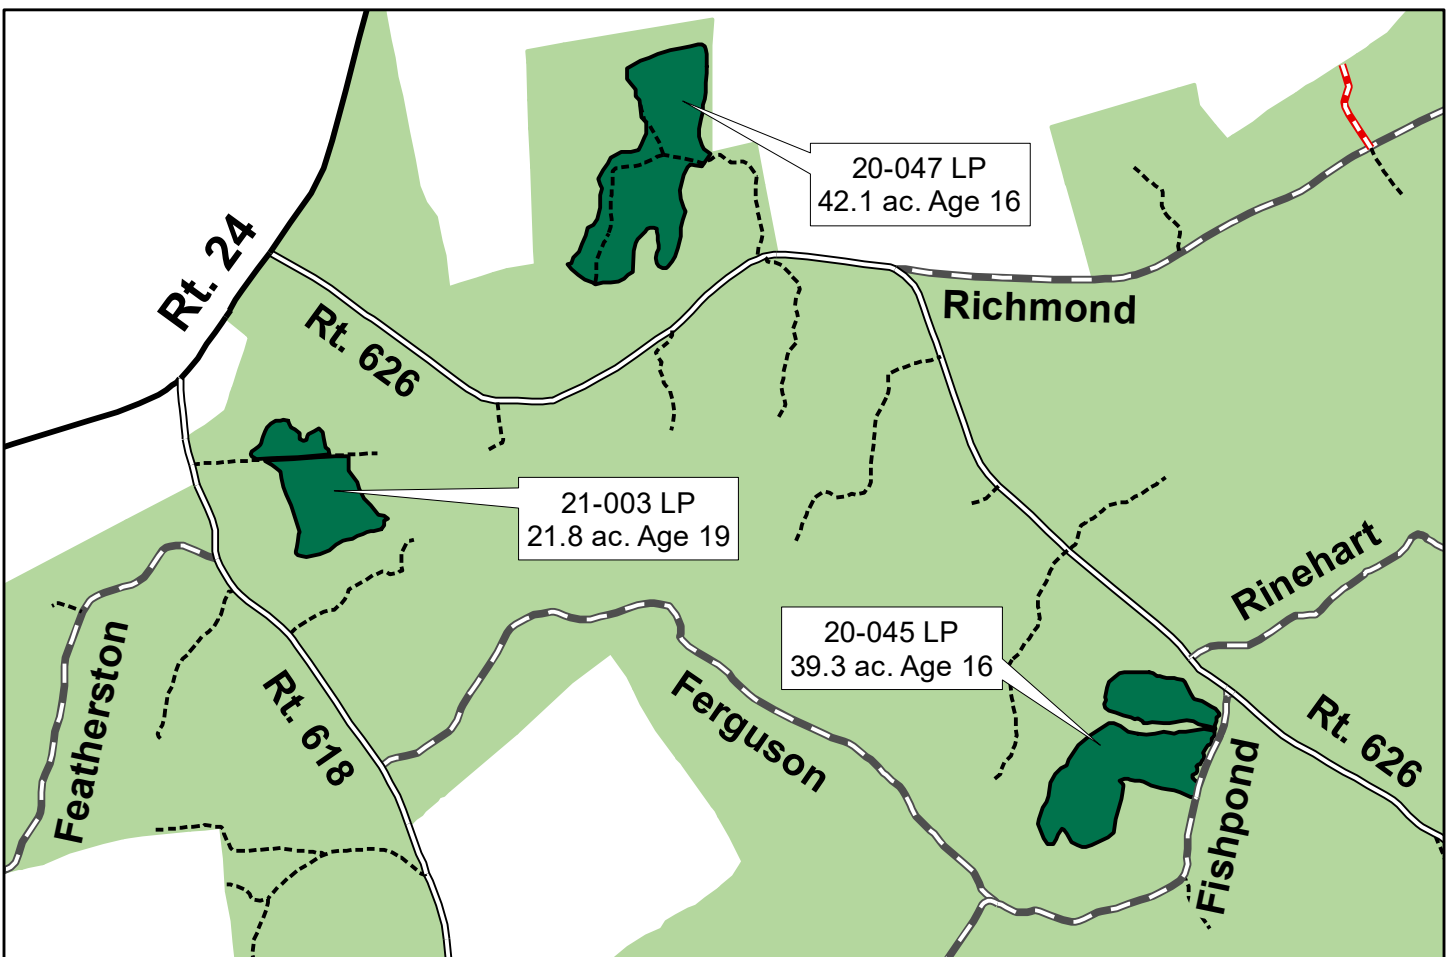 20-047 LP
42.1 ac. Age 16
Rt. 24
Rt. 626
Richmond
21-003 LP
21.8 ac. Age 19
Rinehart
20-045 LP
39.3 ac. Age 16
Featherston
Rt. 618
Ferguson
Rt. 626
Fishpond